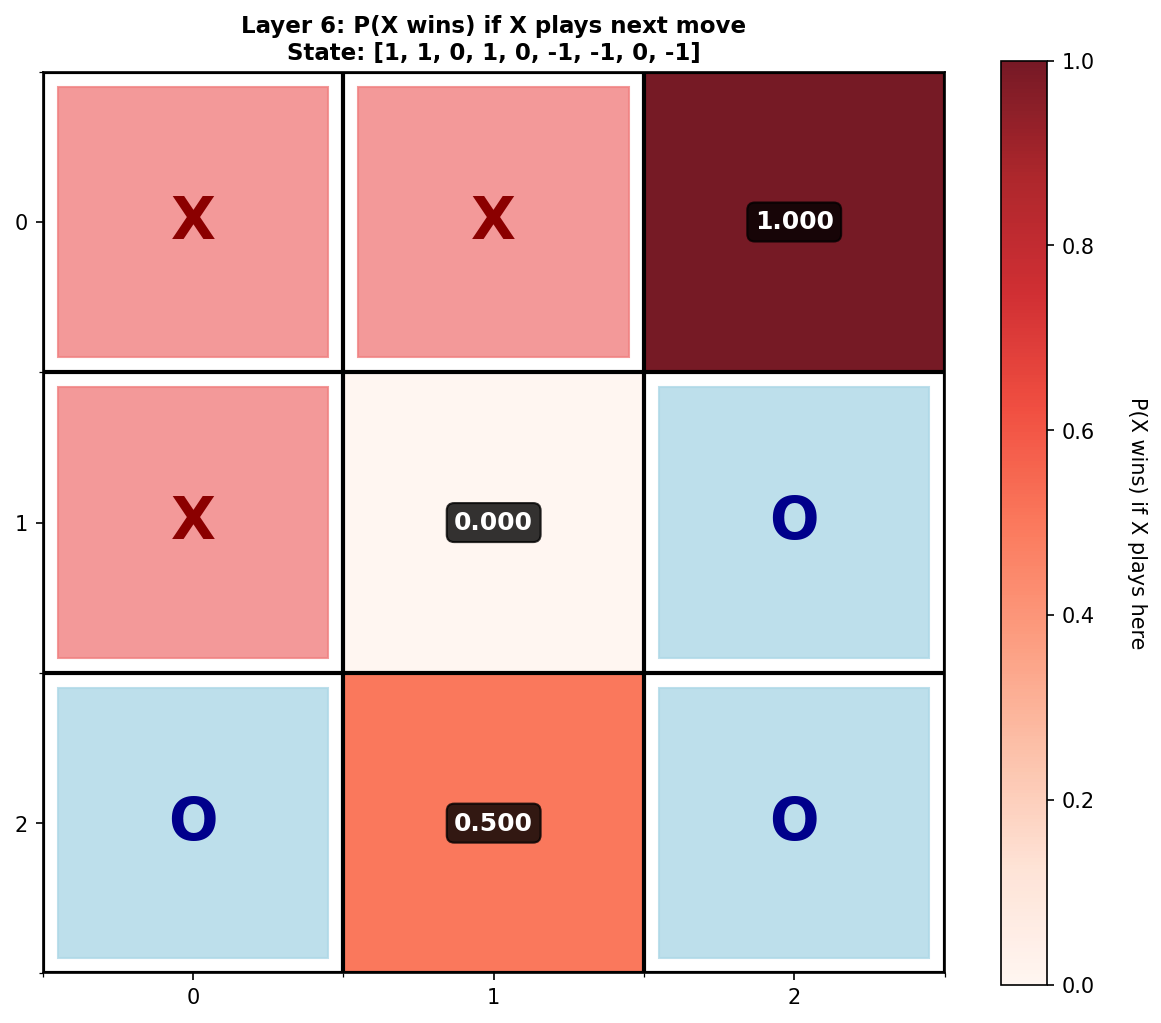 Layer 6: P(X wins) if X plays next move
State: [1, 1, 0, 1, 0, -1, -1, 0, -1]
0
X
X
1.000
1
X
0.000
O
2
O
0.500
O
0
1
2
1.0
0.8
0.6
0.4
0.2
0.0
P(X wins) if X plays here